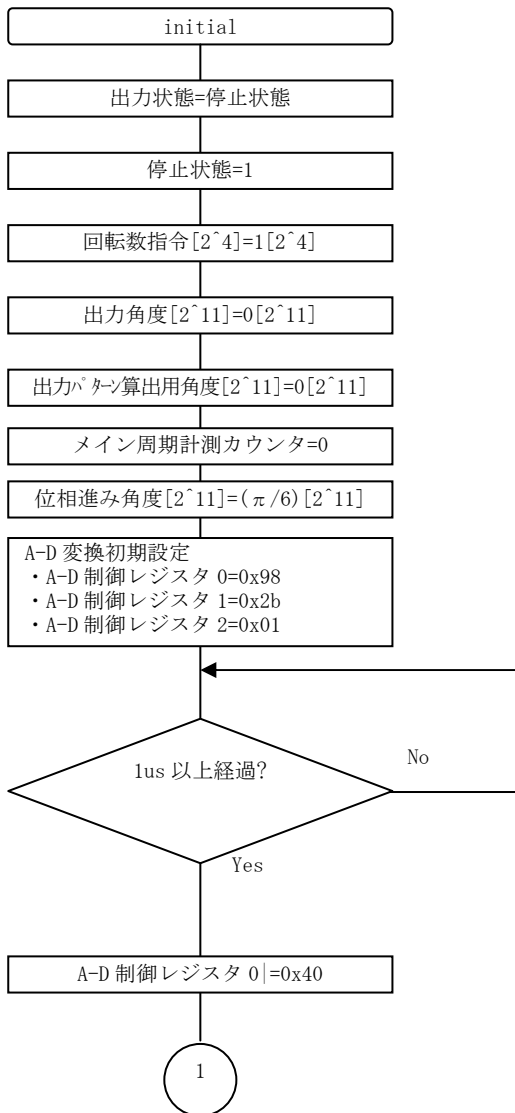 initial
出力状態=停止状態
停止状態=1
回転数指令[2^4]=1[2^4]
出力角度[2^11]=0[2^11]
出力ﾊﾟﾀｰﾝ算出用角度[2^11]=0[2^11]
メイン周期計測カウンタ=0
位相進み角度[2^11]=(π/6)[2^11]
A-D 変換初期設定
・A-D 制御レジスタ 0=0x98
・A-D 制御レジスタ 1=0x2b
・A-D 制御レジスタ 2=0x01
1us 以上経過?
No
Yes
A-D 制御レジスタ 0|=0x40
1